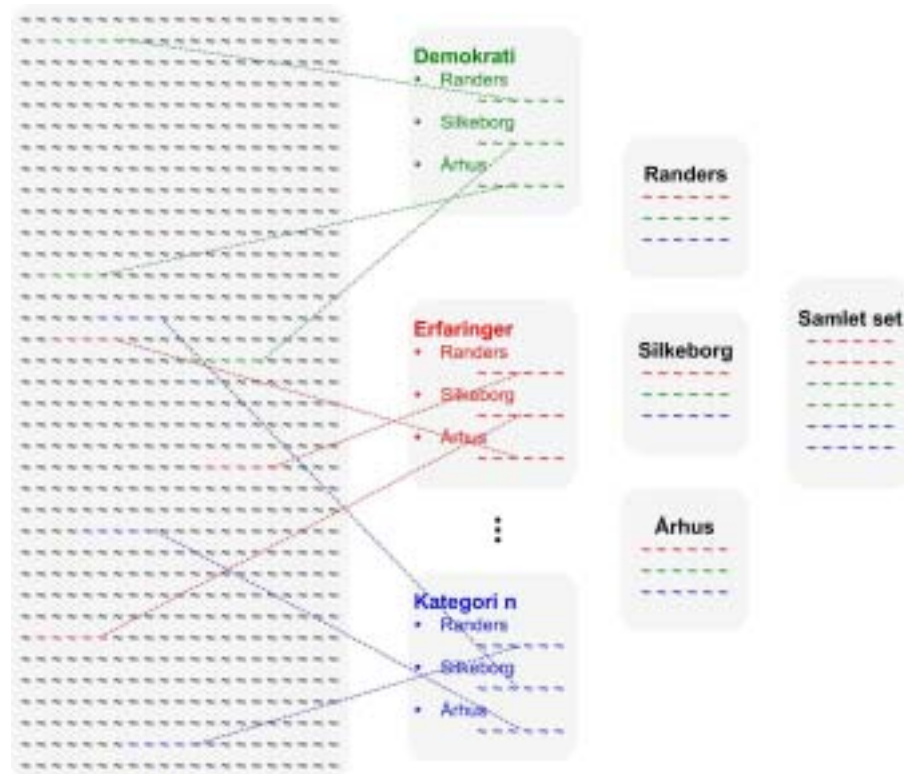 Demokrati
• Randers
• Silkeborg
• Århus
Erfaringer
• Randers
• Silkeborg
• Århus
Kategori n
• Randers
• Silkeborg
• Århus
Randers
Silkeborg
Århus
Samlet set